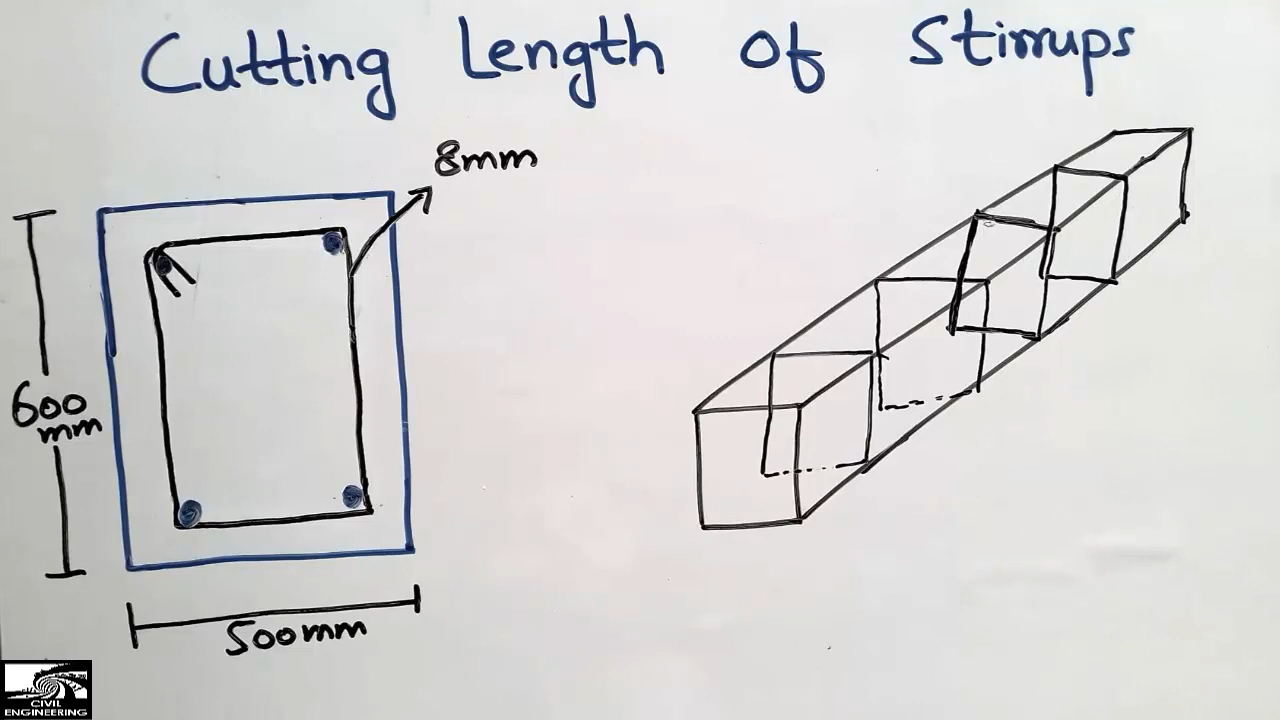 Cutting Length of Stirrups
8mm
600
mm
500mm
CIVIL
ENGINEERING